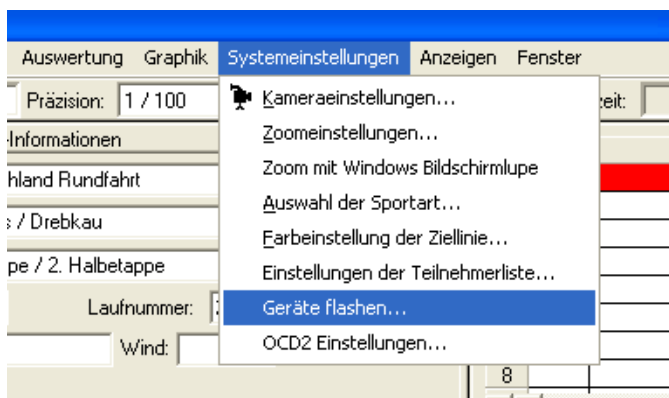 Auswertung Graphik Systemeinstellungen Anzeigen Fenster
Präzision: 1 / 100
Kameraeinstellungen...
zeit:
-Informationen
Zoomeinstellungen...
hland Rundfahrt
Zoom mit Windows Bildschirmlupe
Auswahl der Sportart...
s / Drebkau
Farbeinstellung der Ziellinie...
pe / 2. Halbetappe
Einstellungen der Teilnehmerliste...
Laufnummer:
Geräte flashen...
Wind:
OCD2 Einstellungen...
8